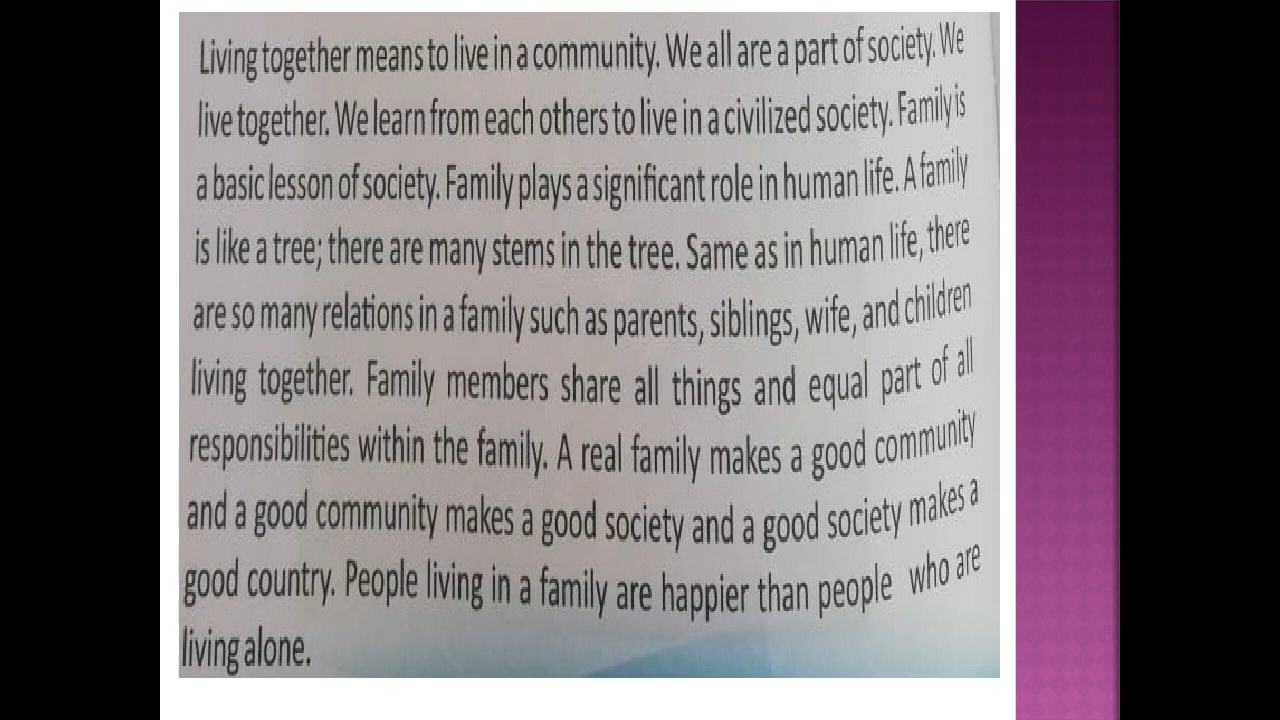 Living together means to live in a community. We all are a part of society. We
live together. We learn from each others to live in a civilized society. Family is
a basic lesson of society. Family plays a significant role in human life. A family
is like a tree; there are many stems in the tree. Same as in human life, there
are so many relations in a family such as parents, siblings, wife, and children
living together. Family members share all things and equal part of all
responsibilities within the family. A real family makes a good community
and a good community makes a good society and a good society makes a
good country. People living in a family are happier than people who are
living alone.